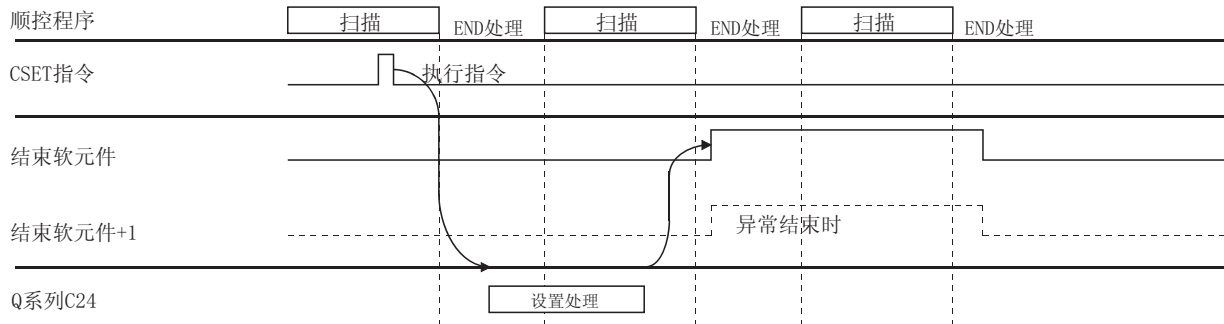 顺控程序 扫描 END处理 扫描 END处理 扫描 END处理
CSET指令 执行指令
结束软元件
结束软元件+1 异常结束时
Q系列C24 设置处理